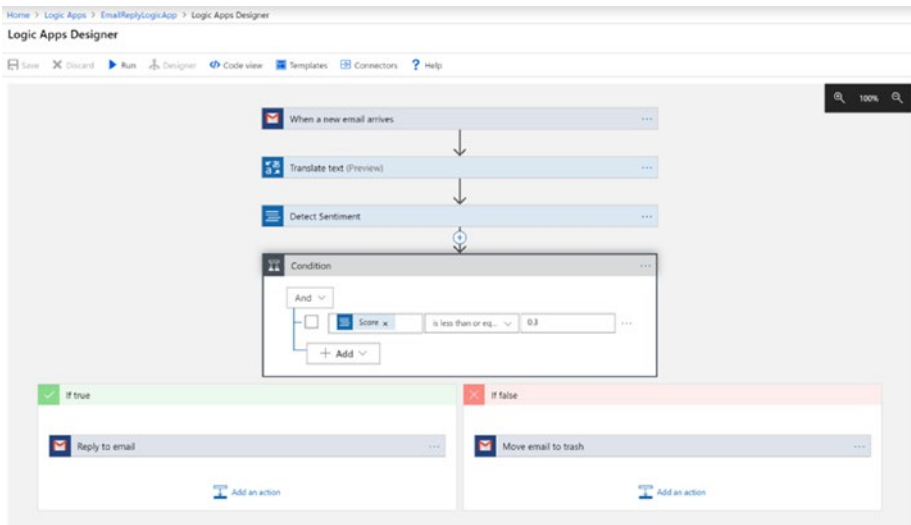 Home > Logic Apps > EmailReplyLogicApp > Logic Apps Designer
Logic Apps Designer
Save Discard Run Designer Code view Templates Connectors ? Help
100%
When a new email arrives ...
Translate text (Preview) ...
Detect Sentiment
Condition ...
And
Score x is less than or eq... 0.3 ...
+ Add
If true If false
Reply to email ... Move email to trash ...
Add an action Add an action